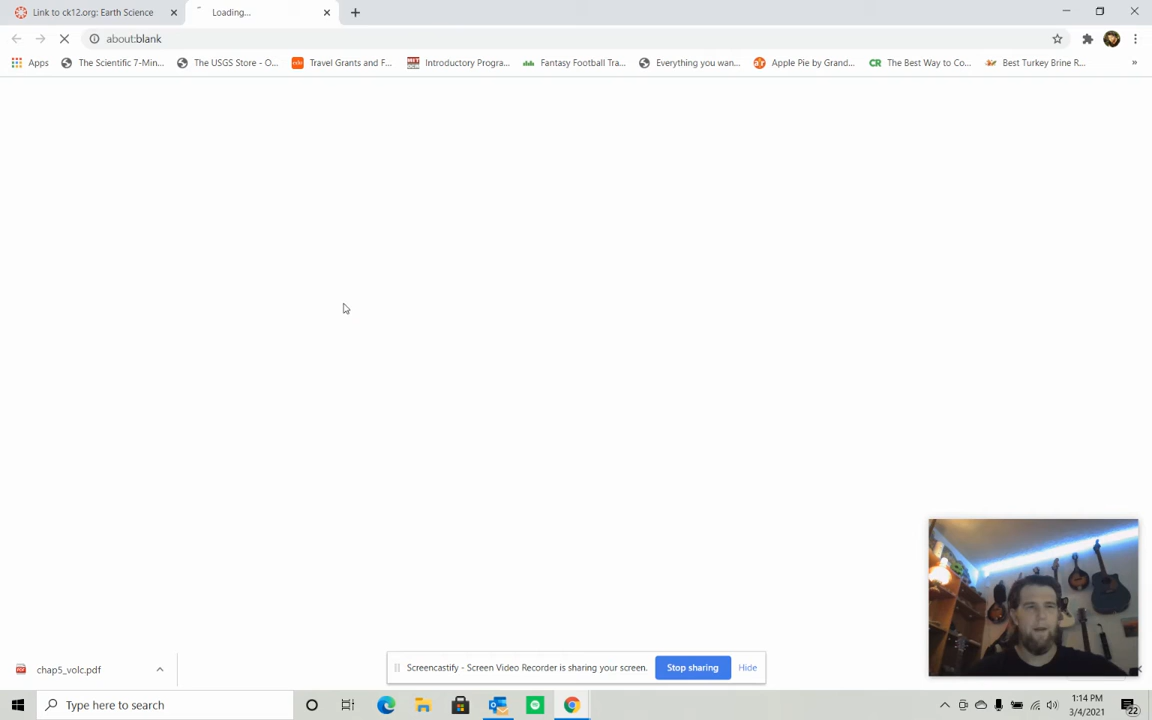 Link to ck12.org: Earth Science
Loading...
about:blank
Apps
The Scientific 7-Min...
The USGS Store - O...
Travel Grants and F...
Introductory Progra...
Fantasy Football Tra...
Everything you wan...
Apple Pie by Grand...
CR The Best Way to Co...
Best Turkey Brine R...
»
chap5_volc.pdf
Screencastify - Screen Video Recorder is sharing your screen.
Stop sharing
Hide
Type here to search
1:14 PM
3/4/2021
22